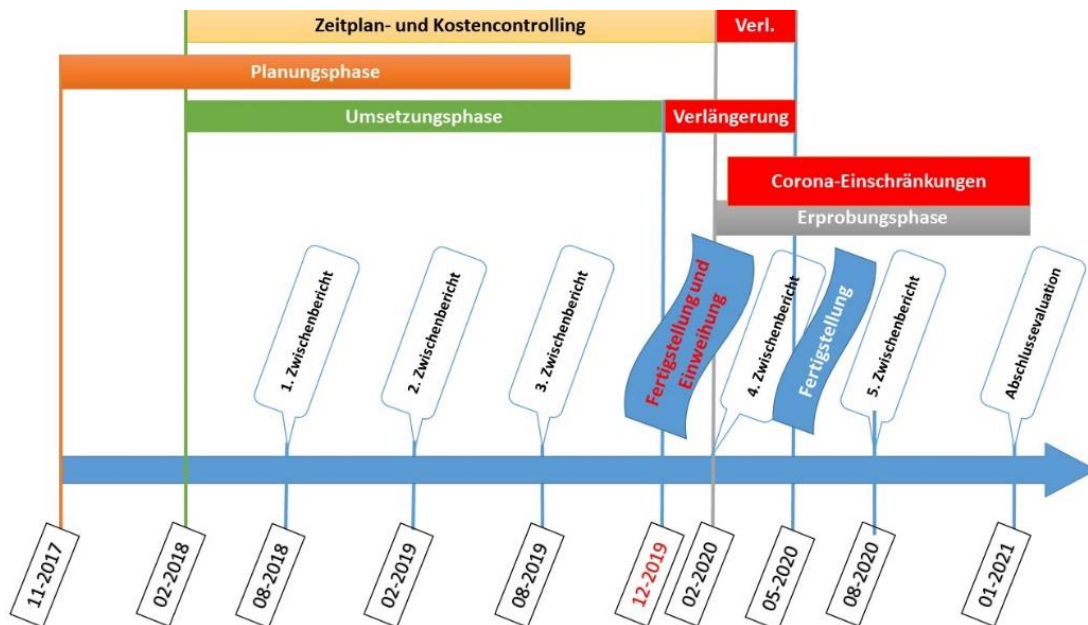 Zeitplan- und Kostencontrolling
Verl.
Planungsphase
Umsetzungsphase
Verlängerung
Corona-Einschränkungen
Erprobungsphase
1. Zwischenbericht
2. Zwischenbericht
3. Zwischenbericht
Fertigstellung und
Einweihung
4. Zwischenbericht
Fertigstellung
5. Zwischenbericht
Abschlussevaluation
11-2017
02-2018
08-2018
02-2019
08-2019
12-2019
02-2020
05-2020
08-2020
01-2021